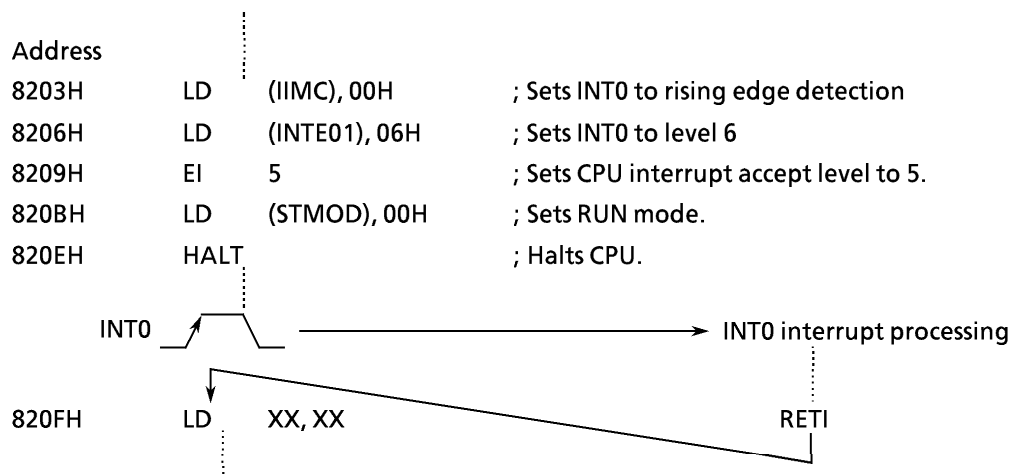 Address
8203H LD (IIMC), 00H ; Sets INT0 to rising edge detection
8206H LD (INTE01), 06H ; Sets INT0 to level 6
8209H EI 5 ; Sets CPU interrupt accept level to 5.
820BH LD (STMOD), 00H ; Sets RUN mode.
820EH HALT ; Halts CPU.
INT0 INT0 interrupt processing
820FH LD XX, XX RETI